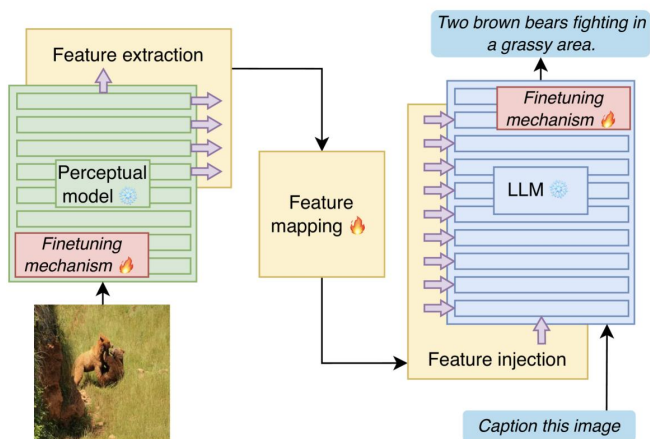 Feature extraction
Perceptual
model
Finetuning
mechanism
Feature
mapping
Two brown bears fighting in
a grassy area.
Finetuning
mechanism
LLM
Feature injection
Caption this image